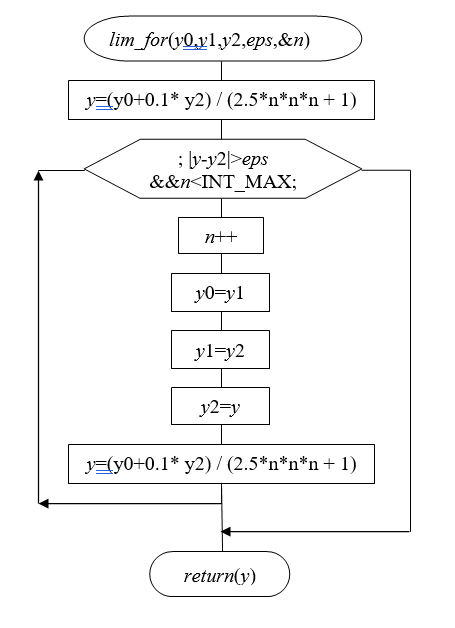 lim_for(y0,y1,y2,eps,&n)
y=(y0+0.1* y2) / (2.5*n*n*n + 1)
; |y-y2|>eps
&&n<INT_MAX;
n++
y0=y1
y1=y2
y2=y
y=(y0+0.1* y2) / (2.5*n*n*n + 1)
return(y)